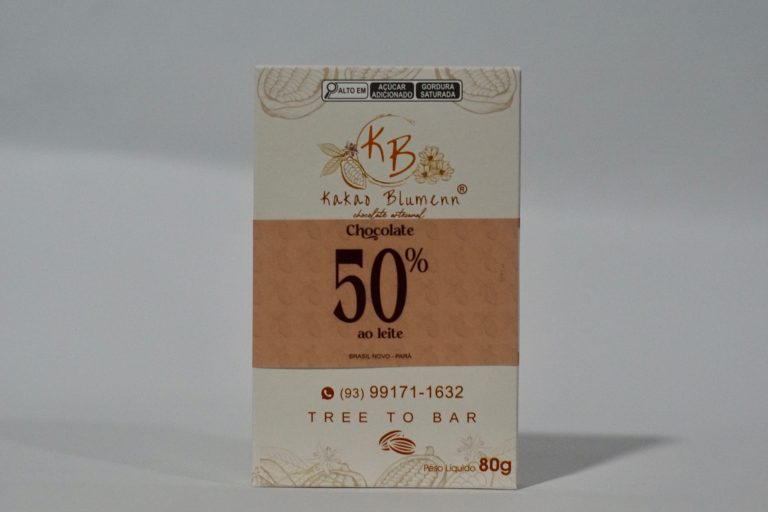 ALTO EM AÇÚCAR ADICIONADO GORDURA SATURADA
KB
Kakao Blumenn®
chocolate artesanal
Chocolate
50%
ao leite
BRASIL NOVO - PARÁ
(93) 99171-1632
TREE TO BAR
Peso Líquido 80g